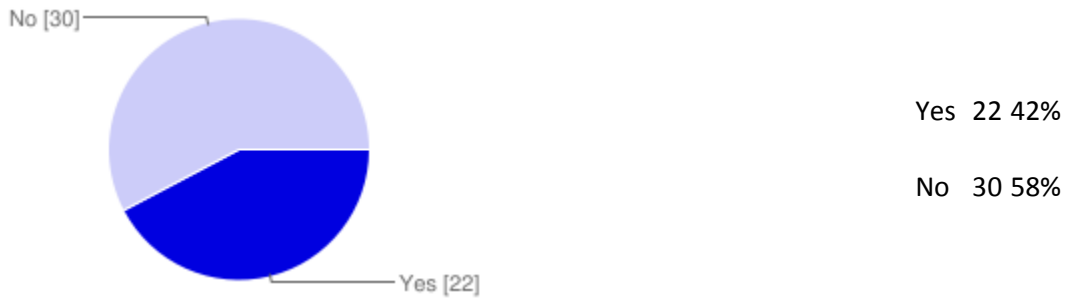 No [30]
Yes 22 42%
No 30 58%
Yes [22]